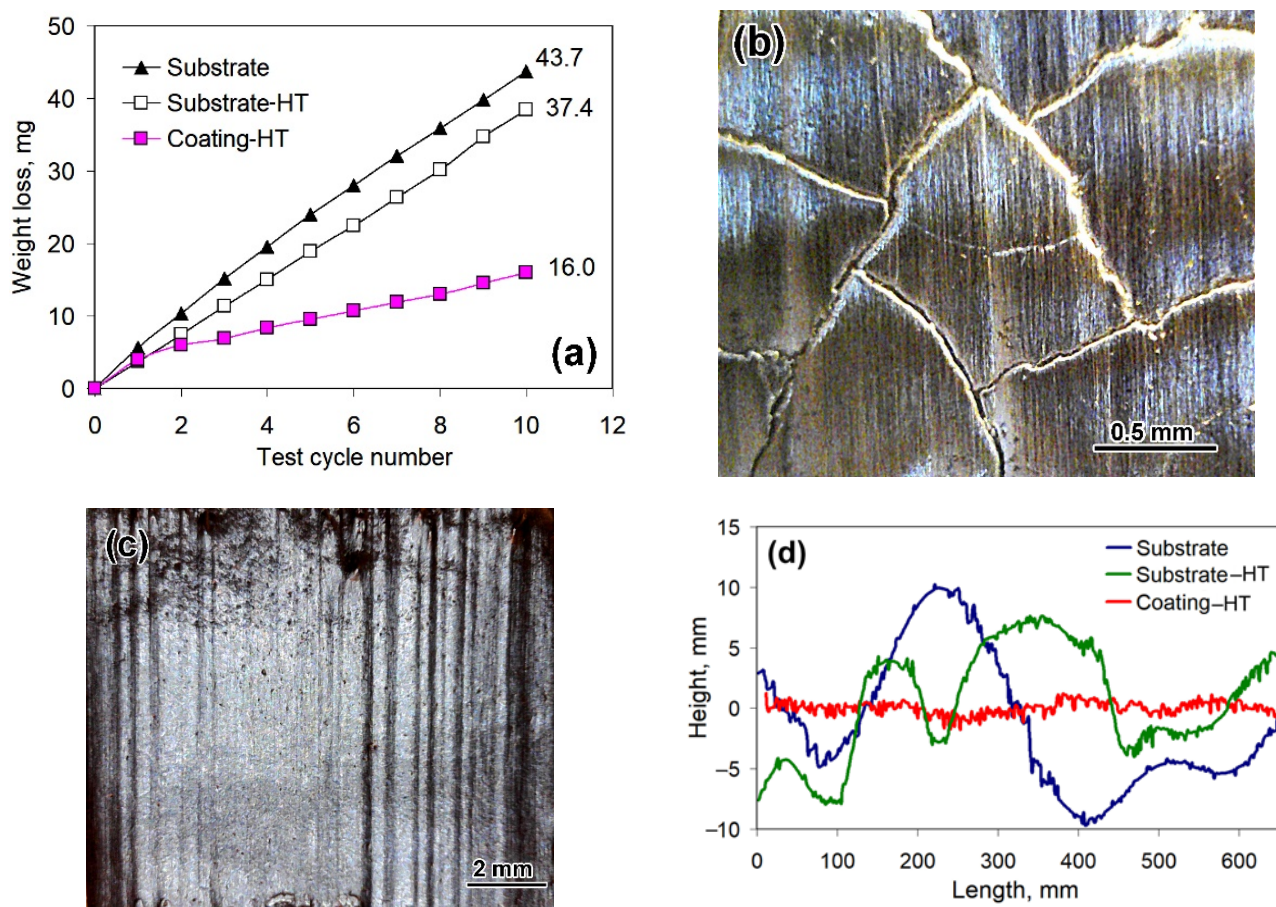 50
40
30
20
10
0
Weight loss, mg
Substrate
Substrate-HT
Coating-HT
43.7
37.4
16.0
(a)
0 2 4 6 8 10 12
Test cycle number
(b)
0.5 mm
(c)
2 mm
(d)
15
10
5
0
–5
–10
Height, mm
Substrate
Substrate–HT
Coating–HT
0 100 200 300 400 500 600
Length, mm